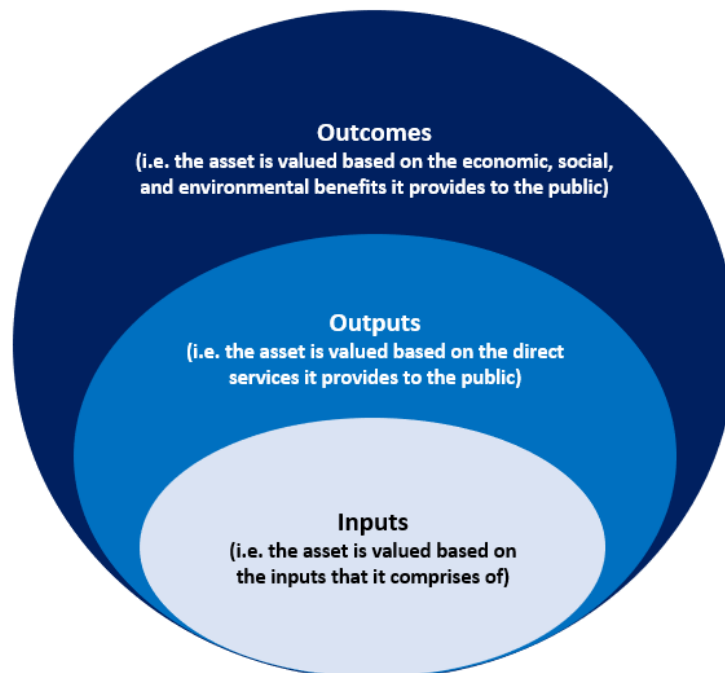 Outcomes
(i.e. the asset is valued based on the economic, social,
and environmental benefits it provides to the public)
Outputs
(i.e. the asset is valued based on the direct
services it provides to the public)
Inputs
(i.e. the asset is valued based on
the inputs that it comprises of)